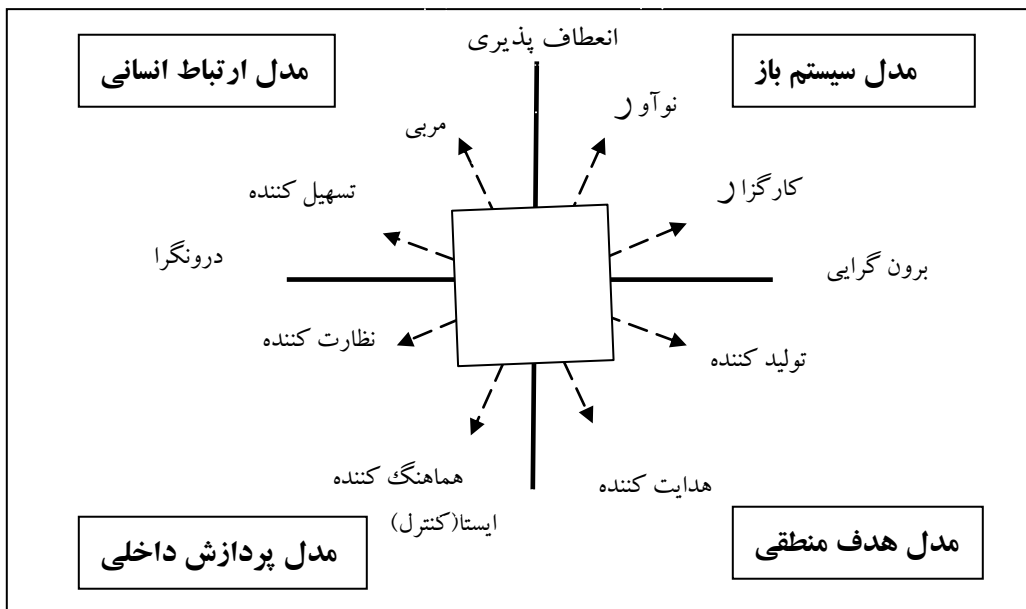 انعطاف پذیری
مدل سیستم باز
مدل ارتباط انسانی
نوآور
مربی
کارگزار
تسهیل کننده
برون گرایی
درونگرا
تولید کننده
نظارت کننده
هدایت کننده
هماهنگ کننده
ایستا(کنترل)
مدل هدف منطقی
مدل پردازش داخلی